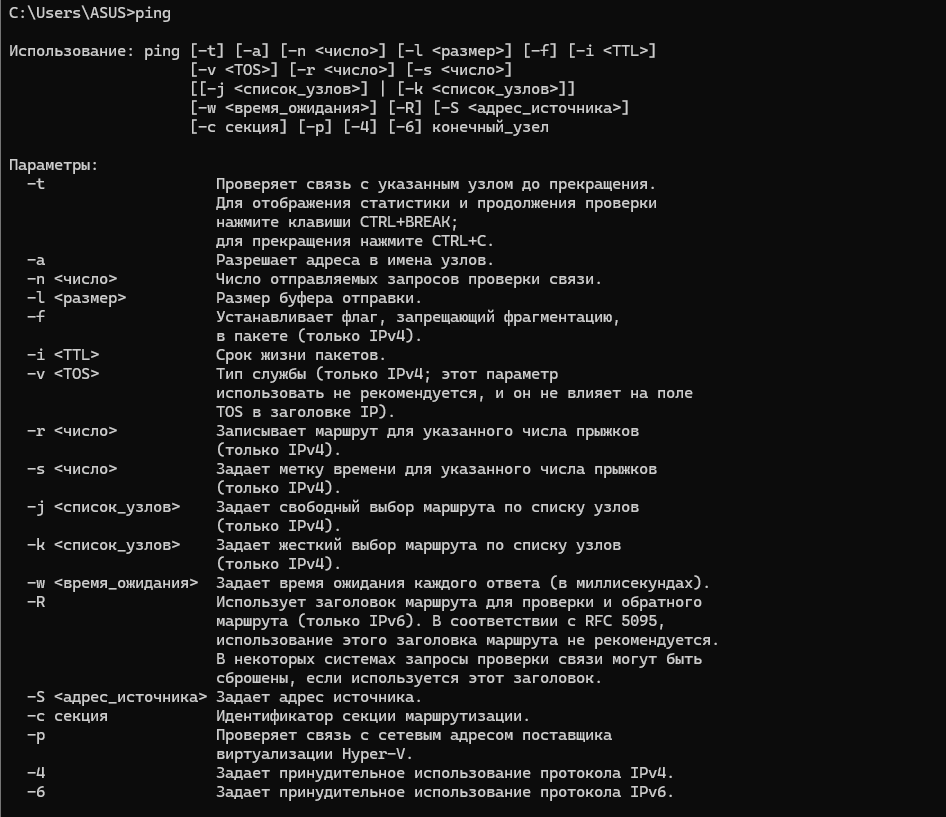 C:\Users\ASUS>ping

Использование: ping [-t] [-a] [-n <число>] [-l <размер>] [-f] [-i <TTL>]
                    [-v <TOS>] [-r <число>] [-s <число>]
                    [[-j <список_узлов>] | [-k <список_узлов>]]
                    [-w <время_ожидания>] [-R] [-S <адрес_источника>]
                    [-c секция] [-p] [-4] [-6] конечный_узел

Параметры:
  -t                   Проверяет связь с указанным узлом до прекращения.
                       Для отображения статистики и продолжения проверки
                       нажмите клавиши CTRL+BREAK;
                       для прекращения нажмите CTRL+C.
  -a                   Разрешает адреса в имена узлов.
  -n <число>           Число отправляемых запросов проверки связи.
  -l <размер>          Размер буфера отправки.
  -f                   Устанавливает флаг, запрещающий фрагментацию,
                       в пакете (только IPv4).
  -i <TTL>             Срок жизни пакетов.
  -v <TOS>             Тип службы (только IPv4; этот параметр
                       использовать не рекомендуется, и он не влияет на поле
                       TOS в заголовке IP).
  -r <число>           Записывает маршрут для указанного числа прыжков
                       (только IPv4).
  -s <число>           Задает метку времени для указанного числа прыжков
                       (только IPv4).
  -j <список_узлов>    Задает свободный выбор маршрута по списку узлов
                       (только IPv4).
  -k <список_узлов>    Задает жесткий выбор маршрута по списку узлов
                       (только IPv4).
  -w <время_ожидания>  Задает время ожидания каждого ответа (в миллисекундах).
  -R                   Использует заголовок маршрута для проверки и обратного
                       маршрута (только IPv6). В соответствии с RFC 5095,
                       использование этого заголовка маршрута не рекомендуется.
                       В некоторых системах запросы проверки связи могут быть
                       сброшены, если используется этот заголовок.
  -S <адрес_источника> Задает адрес источника.
  -c секция            Идентификатор секции маршрутизации.
  -p                   Проверяет связь с сетевым адресом поставщика
                       виртуализации Hyper-V.
  -4                   Задает принудительное использование протокола IPv4.
  -6                   Задает принудительное использование протокола IPv6.